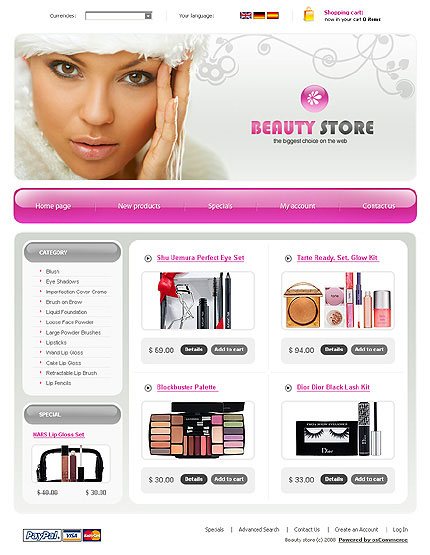 Currencies:
Your language:
Shopping cart:
now in your cart 0 items
BEAUTY STORE
the biggest choice on the web
Home page
New products
Specials
My account
Contact us
CATEGORY
Blush
Eye Shadows
Imperfection Cover Creme
Brush on Brow
Liquid Foundation
Loose Face Powder
Large Powder Brushes
Lipsticks
Wand Lip Gloss
Cake Lip Gloss
Retractable Lip Brush
Lip Pencils
SPECIAL
NARS Lip Gloss Set
$ 30.30
Shu Uemura Perfect Eye Set
$ 69.00
Details
Add to cart
Tarte Ready, Set, Glow Kit
$ 94.00
Details
Add to cart
Blockbuster Palette
$ 30.00
Details
Add to cart
Dior Dior Black Lash Kit
Dior
$ 33.00
Details
Add to cart
PayPal VISA MasterCard
Specials | Advanced Search | Contact Us | Create an Account | Log In
Beauty store (c) 2008 Powered by osCommerce